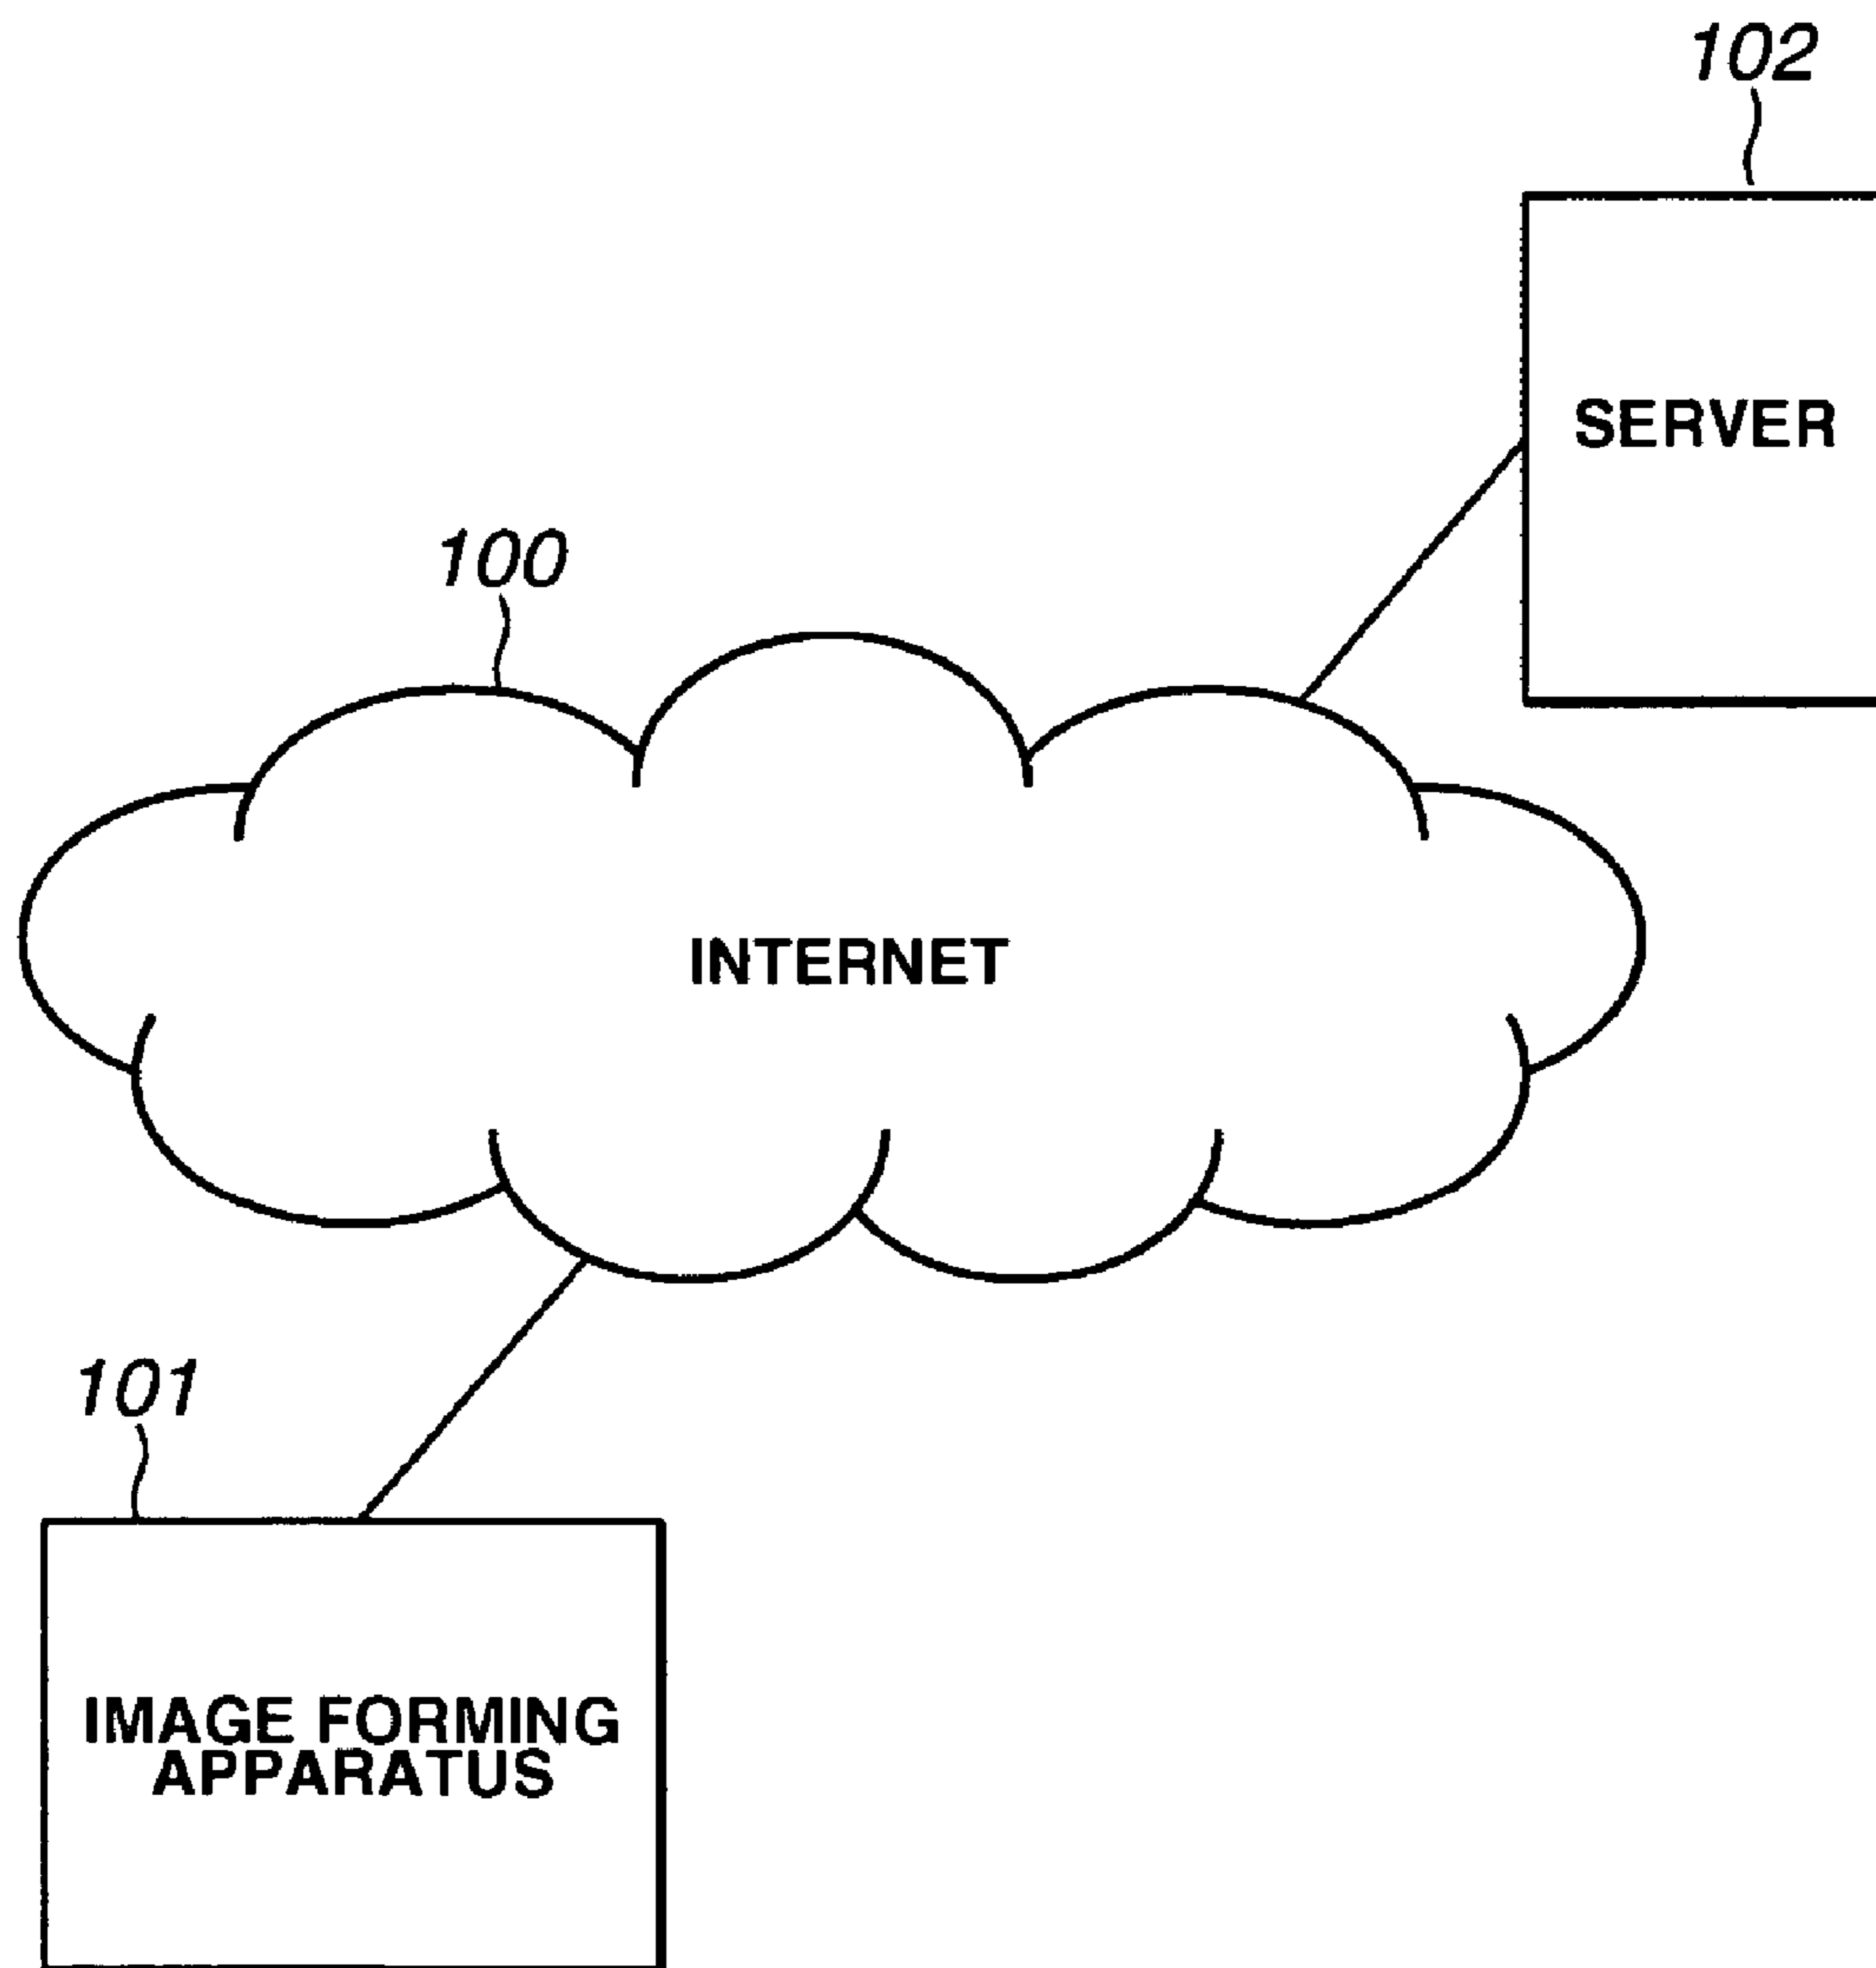 102
SERVER
100
INTERNET
101
IMAGE FORMING
APPARATUS